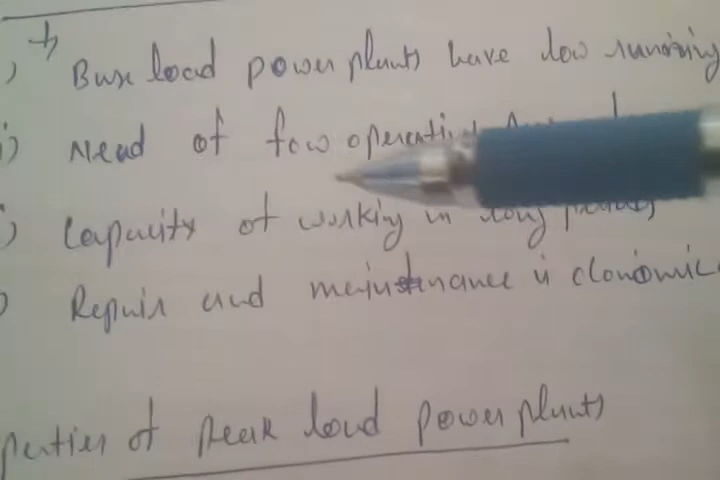 ) Base load power plants have low running
i) Need of few
) Capacity of working in long
) Repair and maintenance is economic
perties of peak load power plants